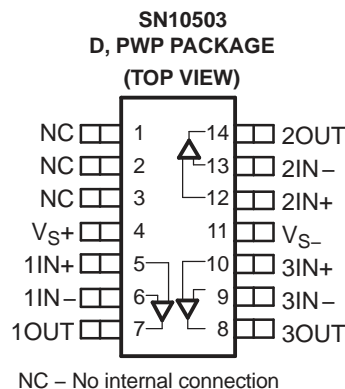 SN10503
D, PWP PACKAGE
(TOP VIEW)
NC 1 14 2OUT
NC 2 13 2IN−
NC 3 12 2IN+
VS+ 4 11 VS−
1IN+ 5 10 3IN+
1IN− 6 9 3IN−
1OUT 7 8 3OUT
NC − No internal connection